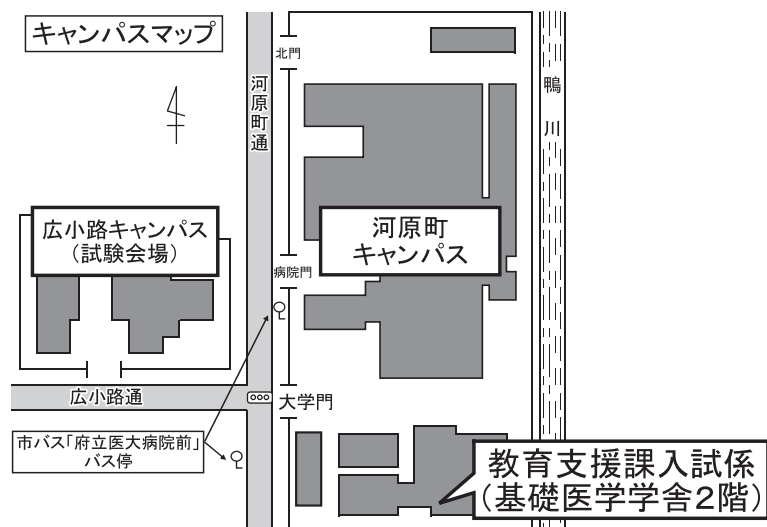 キャンパスマップ
北門
河原町通
鴨川
広小路キャンパス
(試験会場)
河原町
キャンパス
病院門
広小路通
大学門
市バス「府立医大病院前」
バス停
教育支援課入試係
(基礎医学学舎2階)